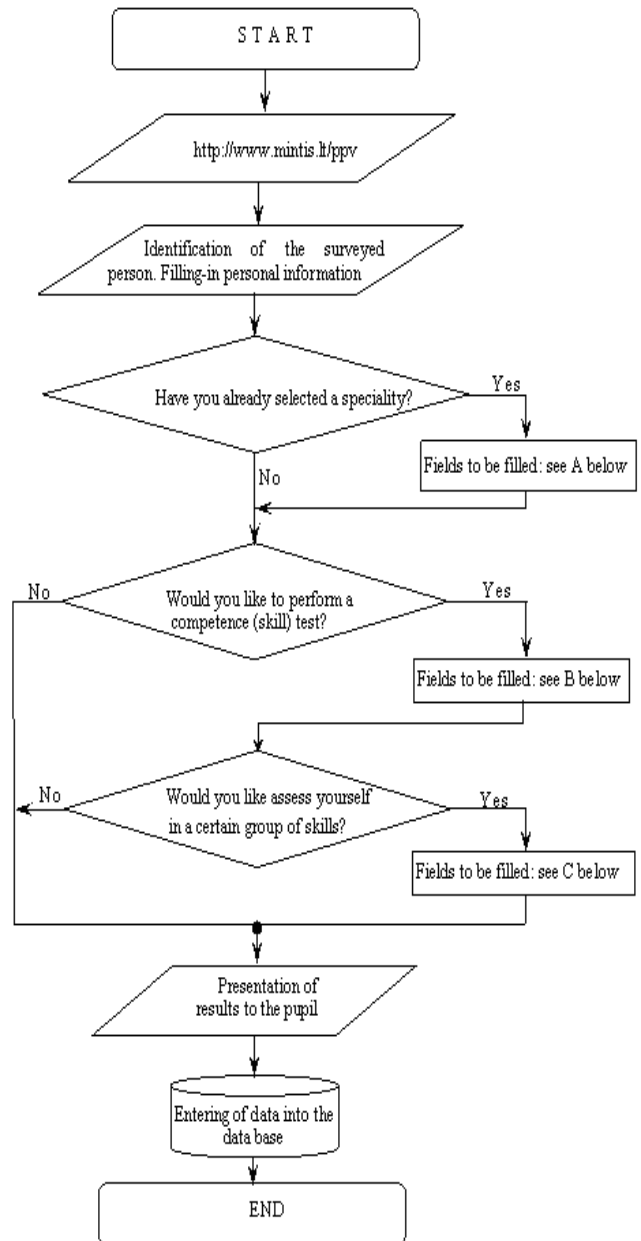 S T A R T
http://www.mintis.lt/ppv
Identification of the surveyed
person. Filling-in personal information
Have you already selected a speciality?
Yes
Fields to be filled: see A below
No
No
Would you like to perform a
competence (skill) test?
Yes
Fields to be filled: see B below
No
Would you like assess yourself
in a certain group of skills?
Yes
Fields to be filled: see C below
Presentation of
results to the pupil
Entering of data into the
data base
END